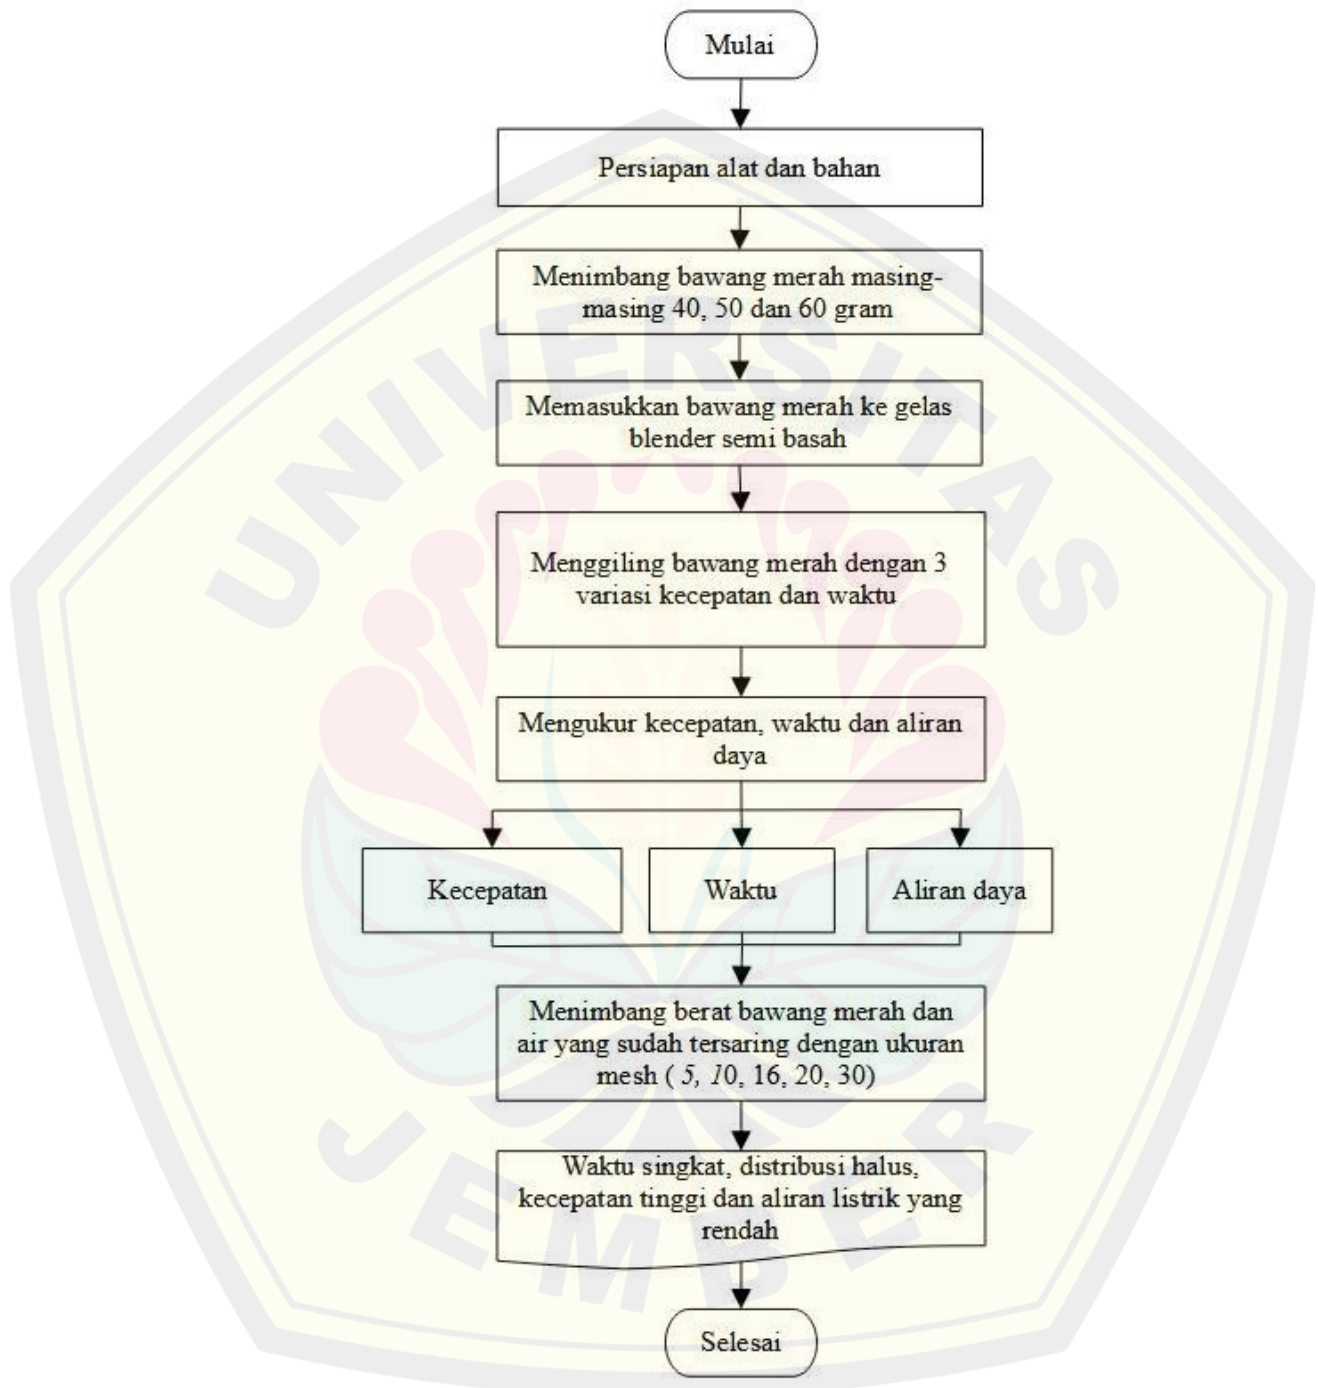 Mulai
Persiapan alat dan bahan
Menimbang bawang merah masing-
masing 40, 50 dan 60 gram
Memasukkan bawang merah ke gelas
blender semi basah
Menggiling bawang merah dengan 3
variasi kecepatan dan waktu
Mengukur kecepatan, waktu dan aliran
daya
Kecepatan
Waktu
Aliran daya
Menimbang berat bawang merah dan
air yang sudah tersaring dengan ukuran
mesh ( 5, 10, 16, 20, 30)
Waktu singkat, distribusi halus,
kecepatan tinggi dan aliran listrik yang
rendah
Selesai
UNIVERSITAS
JEMBER